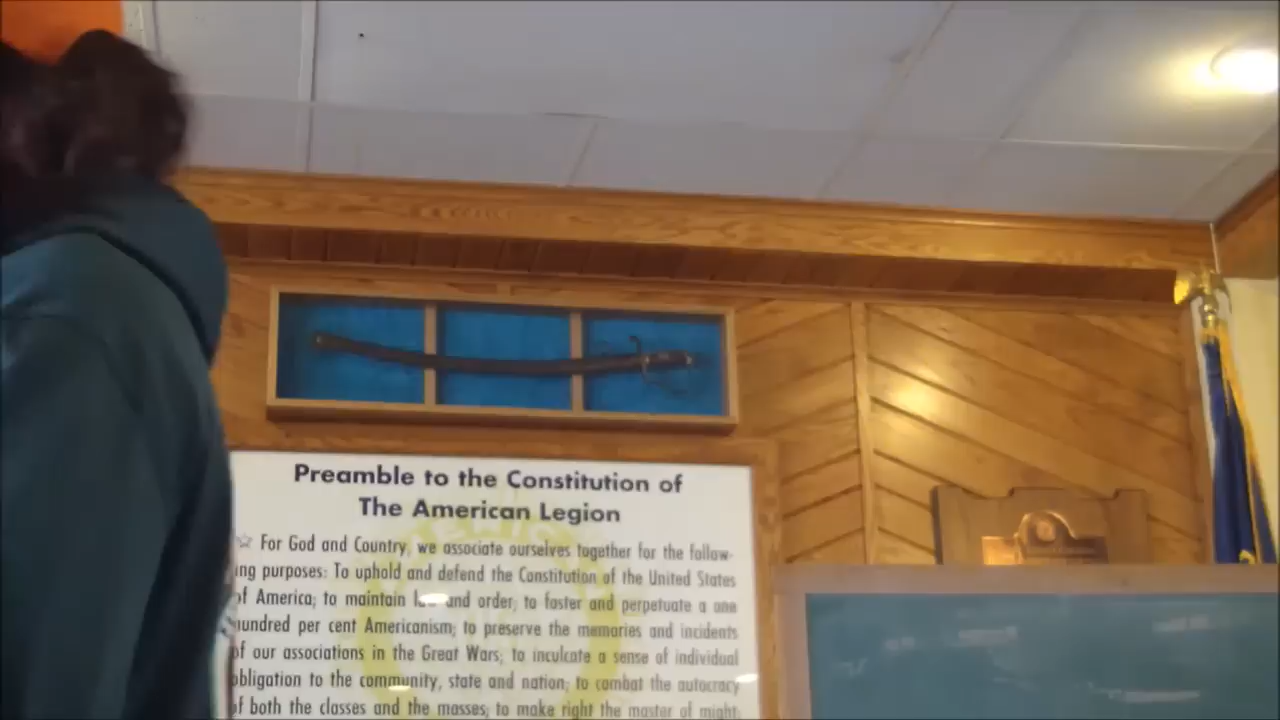 Preamble to the Constitution of
The American Legion
☆ For God and Country, we associate ourselves together for the follow-
ing purposes: To uphold and defend the Constitution of the United States
of America; to maintain law and order; to foster and perpetuate a one
hundred per cent Americanism; to preserve the memories and incidents
of our associations in the Great Wars; to inculcate a sense of individual
obligation to the community, state and nation; to combat the autocracy
of both the classes and the masses; to make right the master of might;